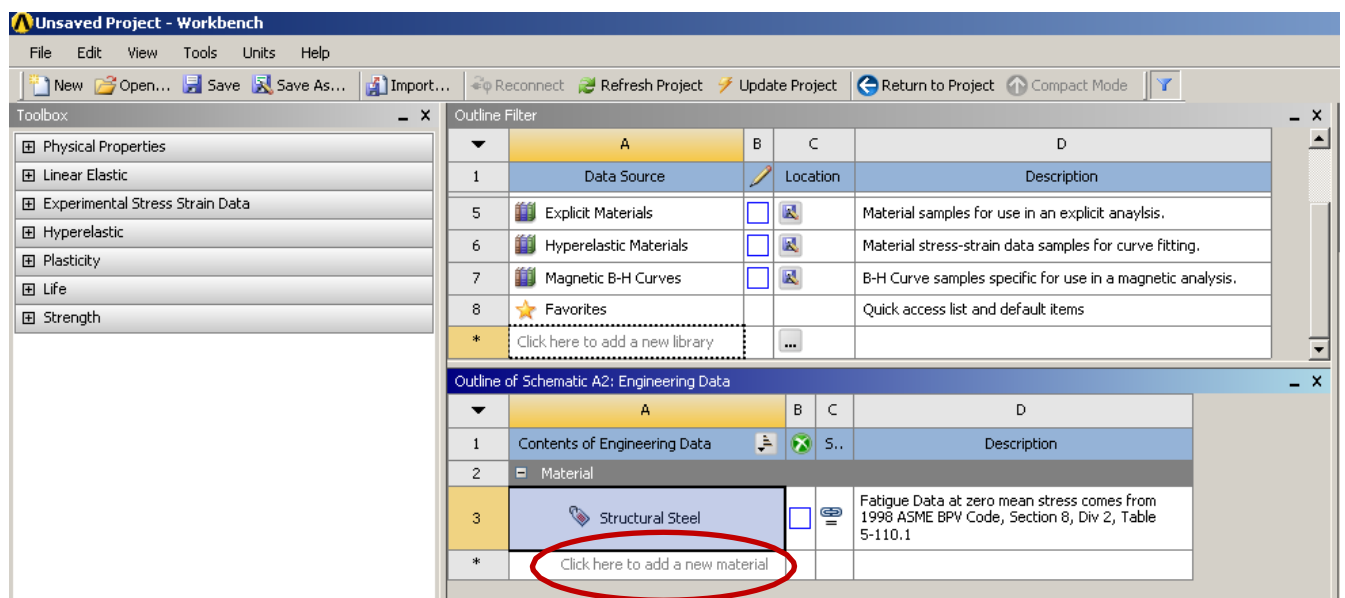 Unsaved Project - Workbench
File Edit View Tools Units Help
New Open... Save Save As... Import... Reconnect Refresh Project Update Project Return to Project Compact Mode
Toolbox
Physical Properties
Linear Elastic
Experimental Stress Strain Data
Hyperelastic
Plasticity
Life
Strength
Outline Filter
A B C D
1 Data Source Location Description
5 Explicit Materials Material samples for use in an explicit anaylsis.
6 Hyperelastic Materials Material stress-strain data samples for curve fitting.
7 Magnetic B-H Curves B-H Curve samples specific for use in a magnetic analysis.
8 Favorites Quick access list and default items
* Click here to add a new library ...
Outline of Schematic A2: Engineering Data
A B C D
1 Contents of Engineering Data S.. Description
2 Material
3 Structural Steel Fatigue Data at zero mean stress comes from
1998 ASME BPV Code, Section 8, Div 2, Table
5-110.1
* Click here to add a new material